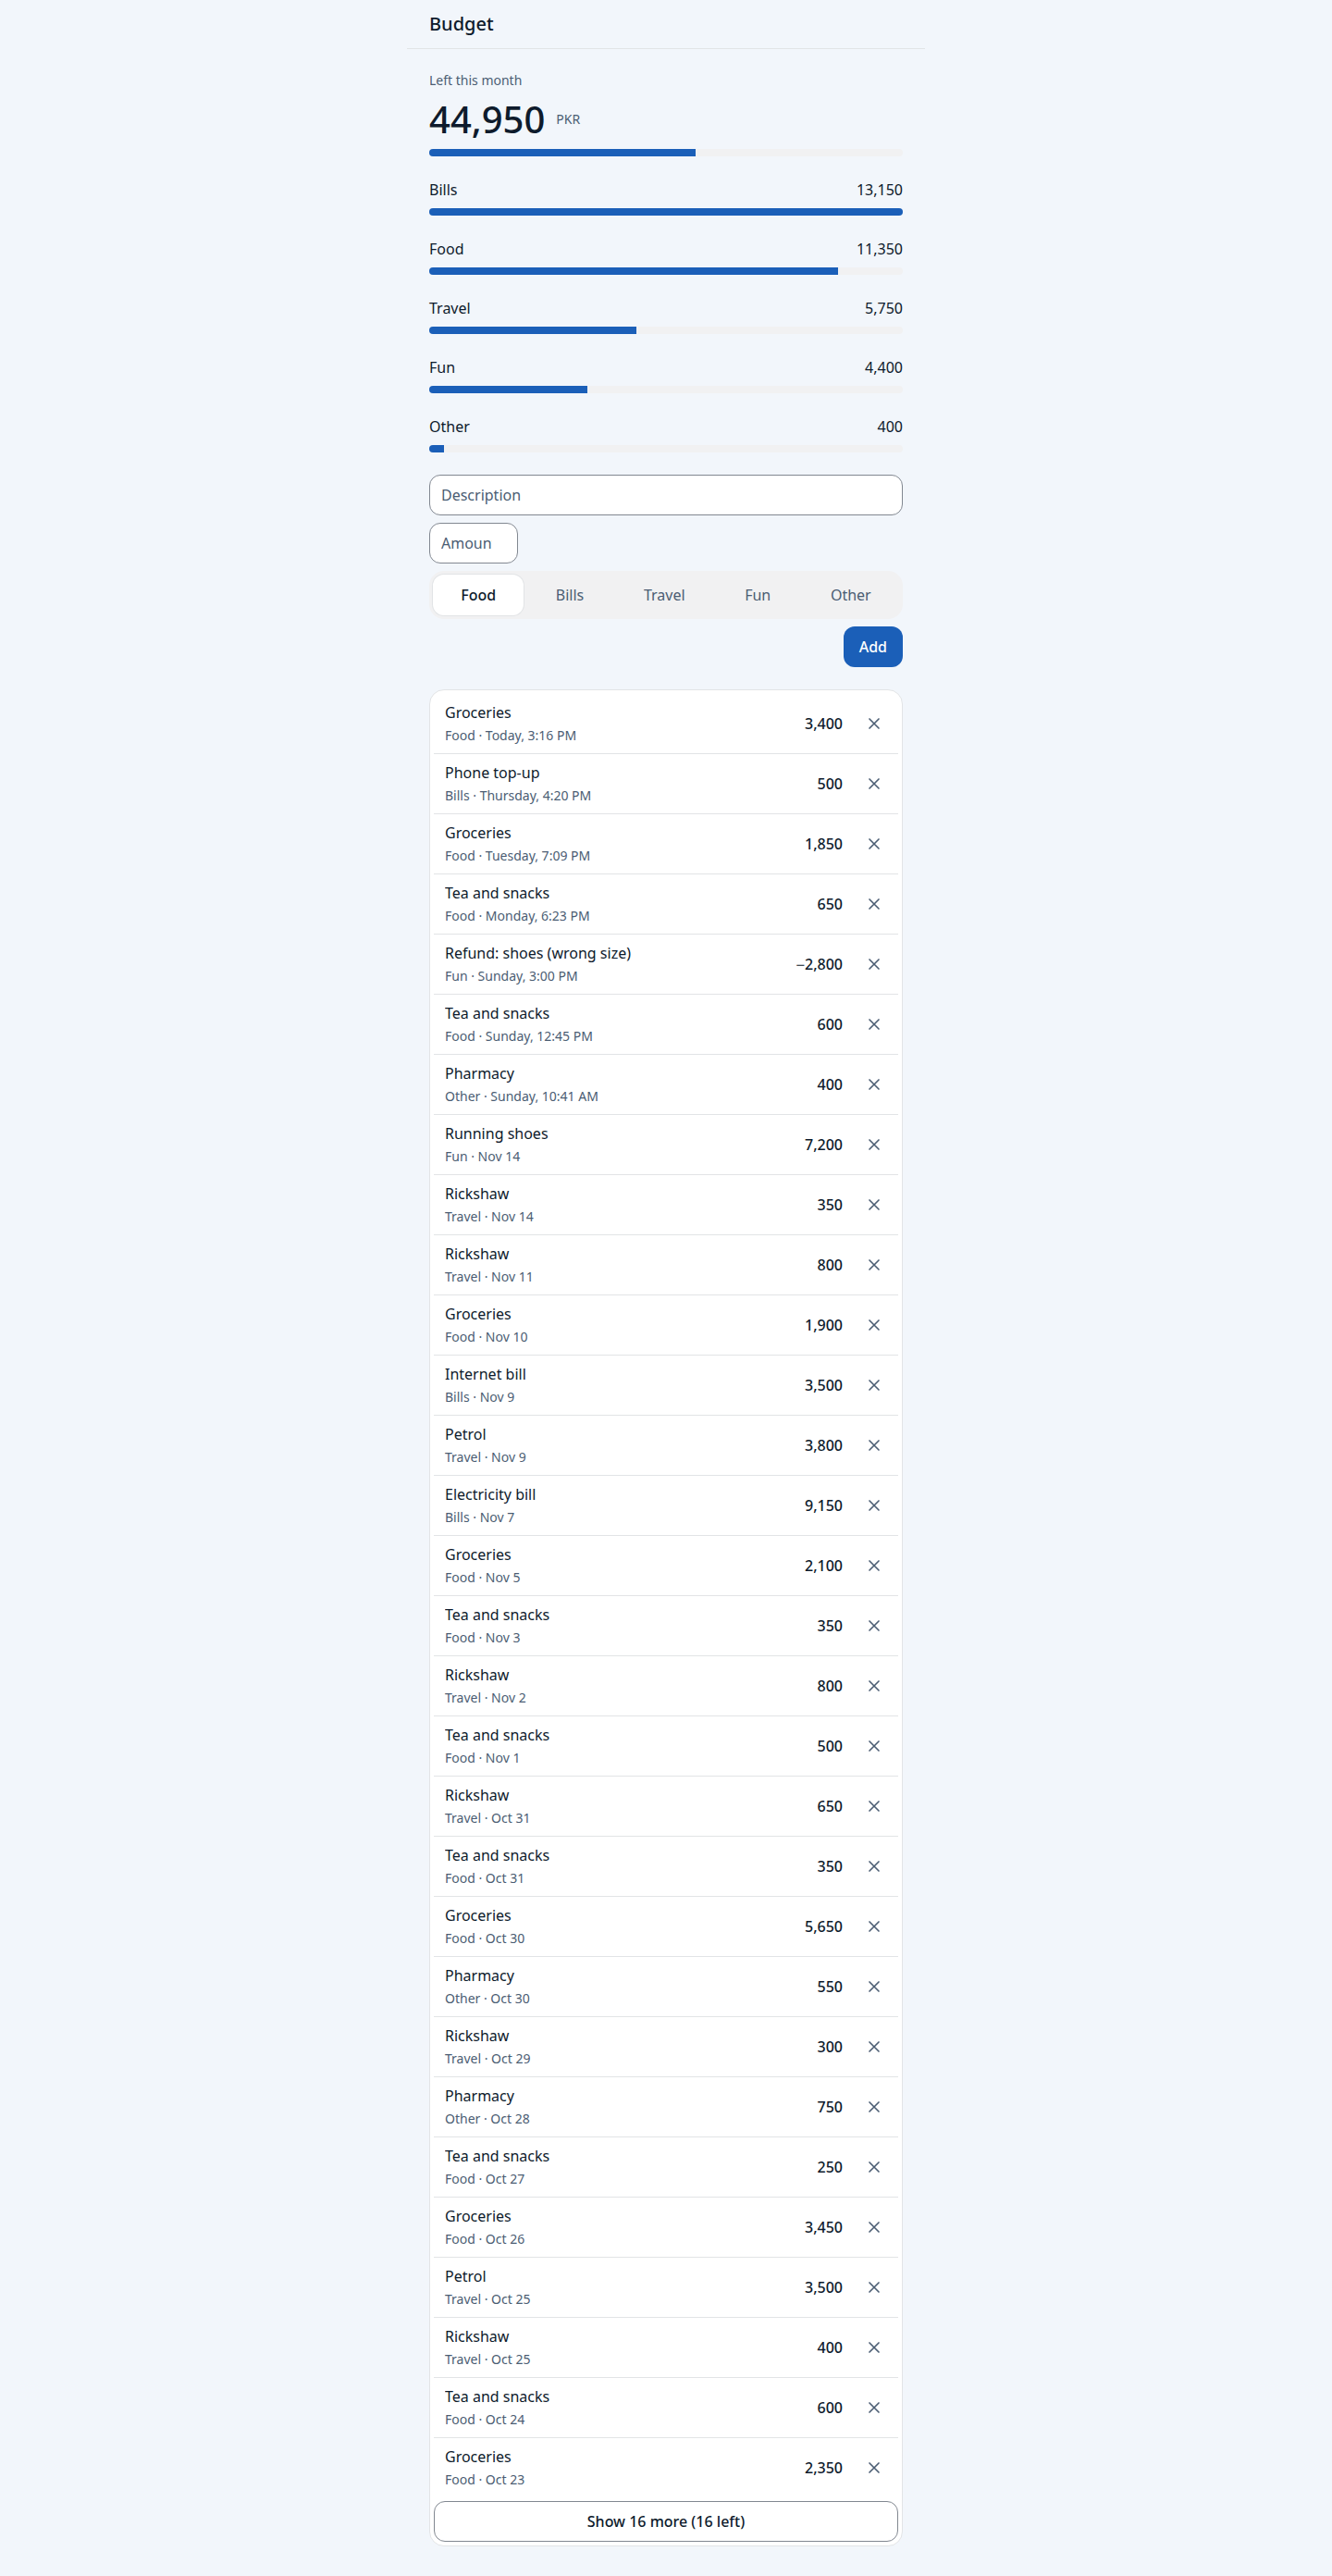 Budget
Left this month
44,950 PKR
Bills 13,150
Food 11,350
Travel 5,750
Fun 4,400
Other 400
Description
Amoun
Food Bills Travel Fun Other
Add
Groceries
Food · Today, 3:16 PM
3,400
Phone top-up
Bills · Thursday, 4:20 PM
500
Groceries
Food · Tuesday, 7:09 PM
1,850
Tea and snacks
Food · Monday, 6:23 PM
650
Refund: shoes (wrong size)
Fun · Sunday, 3:00 PM
−2,800
Tea and snacks
Food · Sunday, 12:45 PM
600
Pharmacy
Other · Sunday, 10:41 AM
400
Running shoes
Fun · Nov 14
7,200
Rickshaw
Travel · Nov 14
350
Rickshaw
Travel · Nov 11
800
Groceries
Food · Nov 10
1,900
Internet bill
Bills · Nov 9
3,500
Petrol
Travel · Nov 9
3,800
Electricity bill
Bills · Nov 7
9,150
Groceries
Food · Nov 5
2,100
Tea and snacks
Food · Nov 3
350
Rickshaw
Travel · Nov 2
800
Tea and snacks
Food · Nov 1
500
Rickshaw
Travel · Oct 31
650
Tea and snacks
Food · Oct 31
350
Groceries
Food · Oct 30
5,650
Pharmacy
Other · Oct 30
550
Rickshaw
Travel · Oct 29
300
Pharmacy
Other · Oct 28
750
Tea and snacks
Food · Oct 27
250
Groceries
Food · Oct 26
3,450
Petrol
Travel · Oct 25
3,500
Rickshaw
Travel · Oct 25
400
Tea and snacks
Food · Oct 24
600
Groceries
Food · Oct 23
2,350
Show 16 more (16 left)